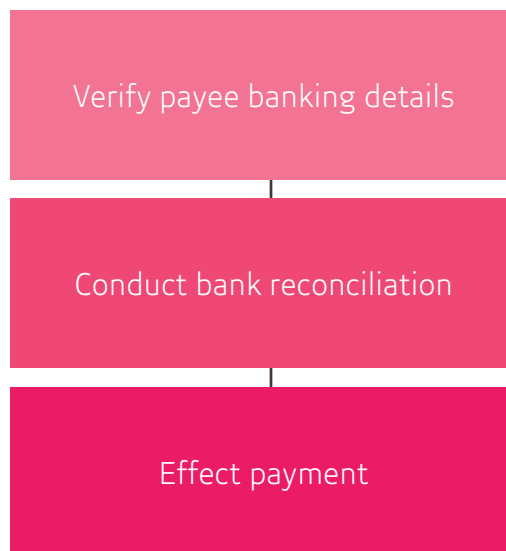 Verify payee banking details
Conduct bank reconciliation
Effect payment